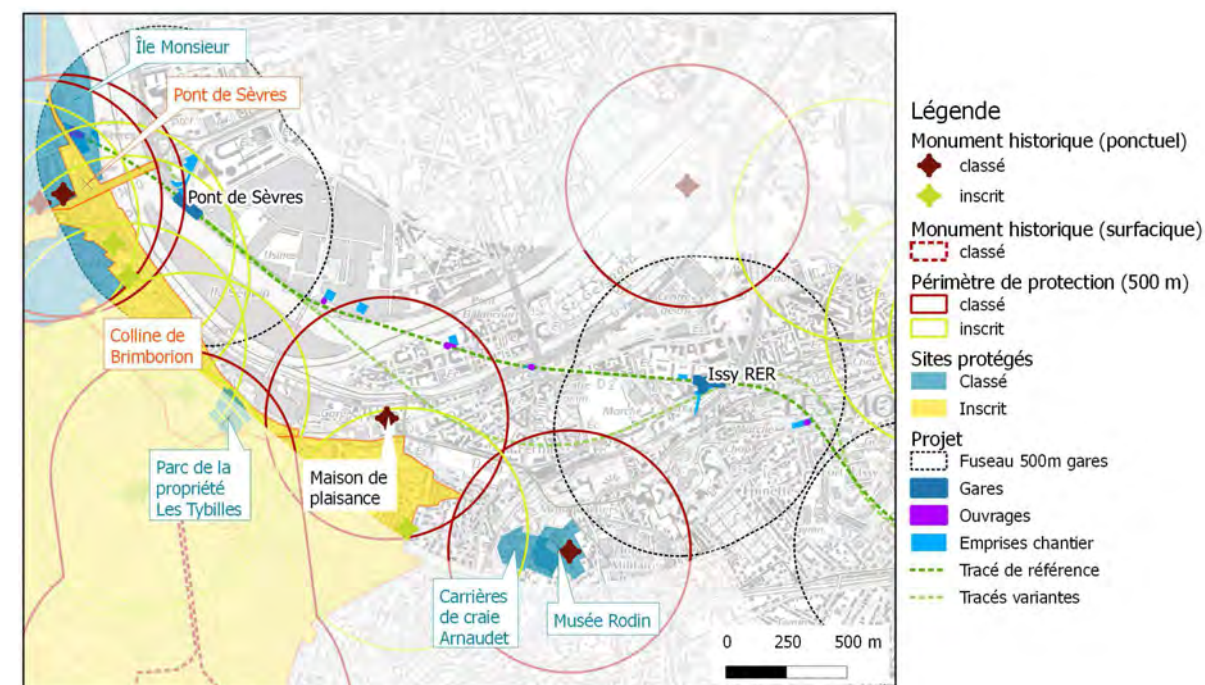 Île Monsieur
Pont de Sèvres
Pont de Sèvres
Colline de
Brimborion
Issy RER
Parc de la
propriété
Les Tybilles
Maison de
plaisance
Carrières
de craie
Arnaudet
Musée Rodin
0 250 500 m
Légende
Monument historique (ponctuel)
classé
inscrit
Monument historique (surfacique)
classé
Périmètre de protection (500 m)
classé
inscrit
Sites protégés
Classé
Inscrit
Projet
Fuseau 500m gares
Gares
Ouvrages
Emprises chantier
Tracé de référence
Tracés variantes